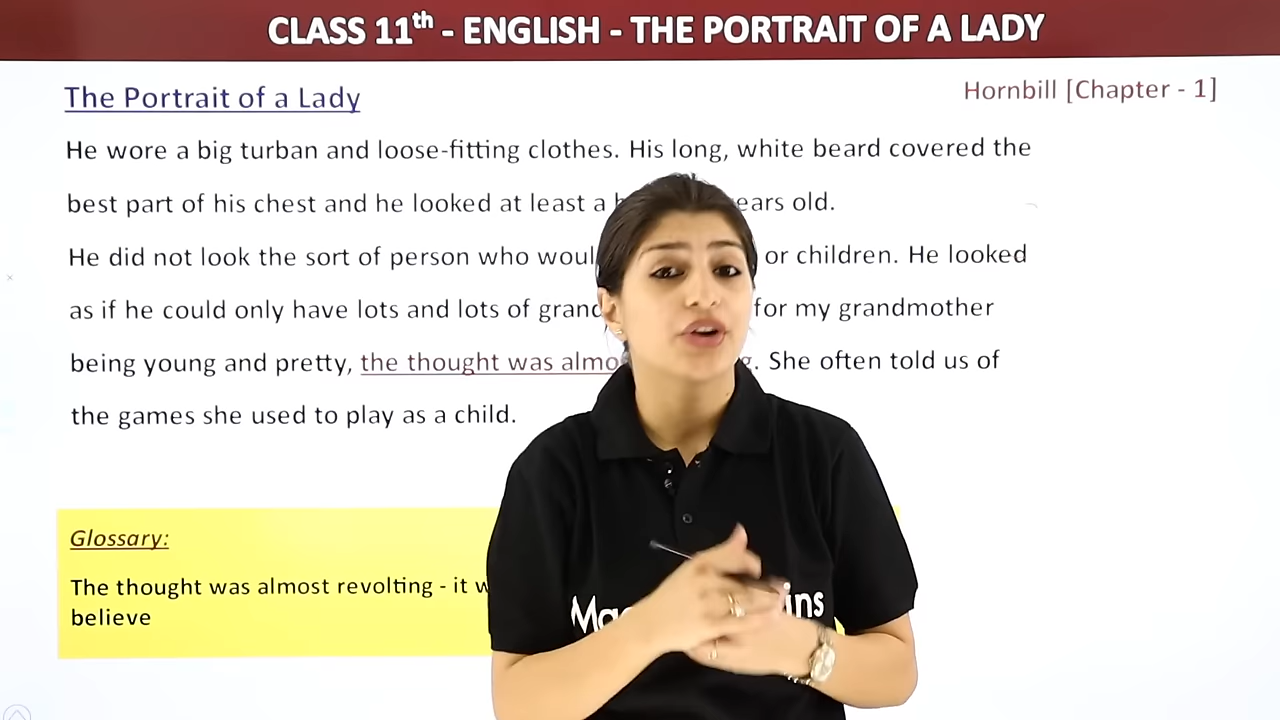 CLASS 11th - ENGLISH - THE PORTRAIT OF A LADY
The Portrait of a Lady
Hornbill [Chapter - 1]
He wore a big turban and loose-fitting clothes. His long, white beard covered the
best part of his chest and he looked at least a old.
He did not look the sort of person who or children. He looked
as if he could only have lots and lots of for my grandmother
being young and pretty, the thought was She often told us of
the games she used to play as a child.
Glossary:
The thought was almost revolting - it
believe